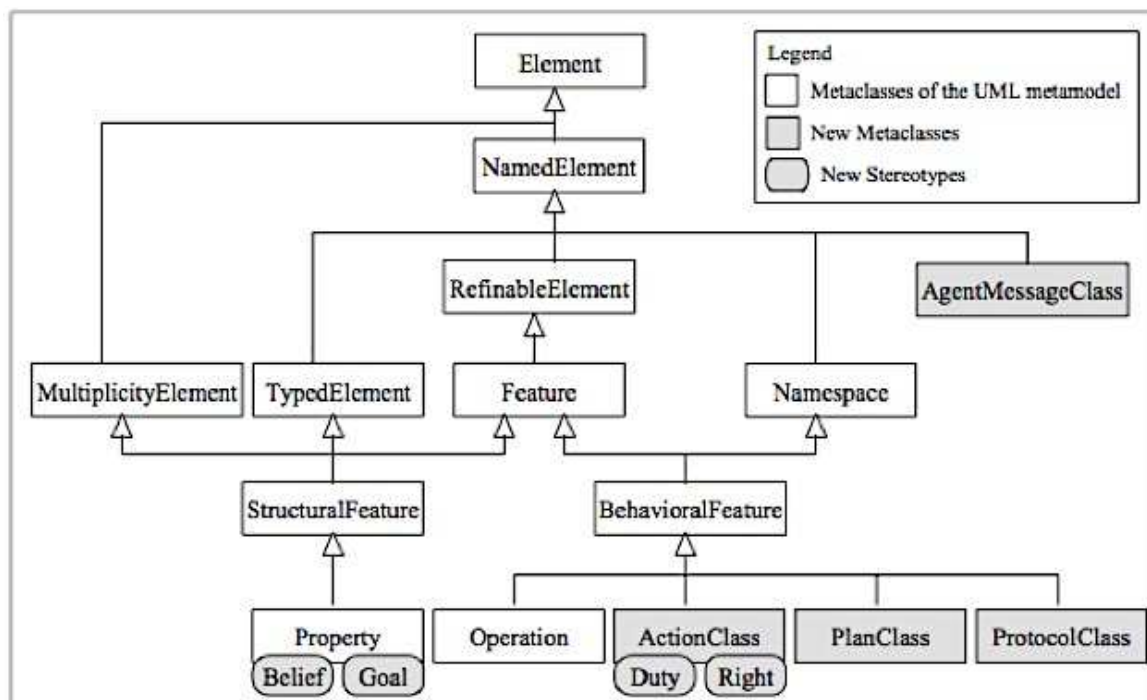 Element
Legend
Metaclasses of the UML metamodel
New Metaclasses
New Stereotypes
NamedElement
RefinableElement
AgentMessageClass
MultiplicityElement
TypedElement
Feature
Namespace
StructuralFeature
BehavioralFeature
Property
Operation
ActionClass
PlanClass
ProtocolClass
Belief
Goal
Duty
Right